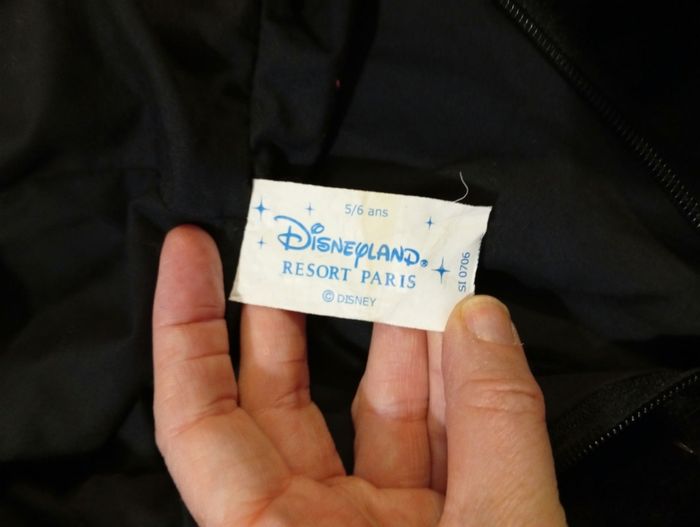 5/6 ans
DISNEYLAND®
RESORT PARIS
© DISNEY
SI 0706